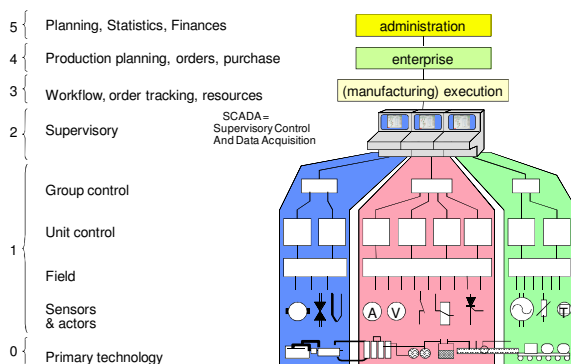 5 Planning, Statistics, Finances
administration
4 Production planning, orders, purchase
enterprise
3 Workflow, order tracking, resources
(manufacturing) execution
2 Supervisory
SCADA=
Supervisory Control
And Data Acquisition
Group control
Unit control
1
Field
Sensors
& actors
A V
T
0 Primary technology